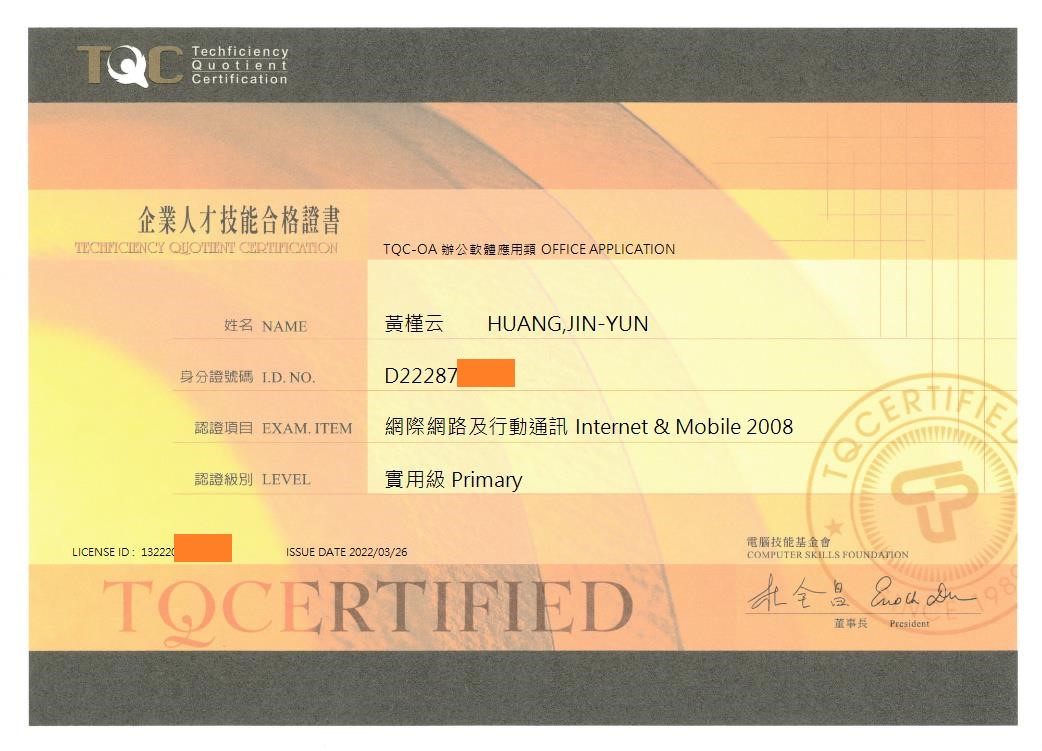 TQC Techficiency
Quotient
Certification
企業人才技能合格證書
TECHFICIENCY QUOTIENT CERTIFICATION
TQC-OA 辦公軟體應用類 OFFICE APPLICATION
姓名 NAME 黃槿云 HUANG,JIN-YUN
身分證號碼 I.D. NO. D22287
認證項目 EXAM. ITEM 網際網路及行動通訊 Internet & Mobile 2008
認證級別 LEVEL 實用級 Primary
TQCERTIFIED
LICENSE ID : 13222 ISSUE DATE 2022/03/26
電腦技能基金會
COMPUTER SKILLS FOUNDATION
TQCERTIFIED
杜全昌 Enoch Du
董事長 President